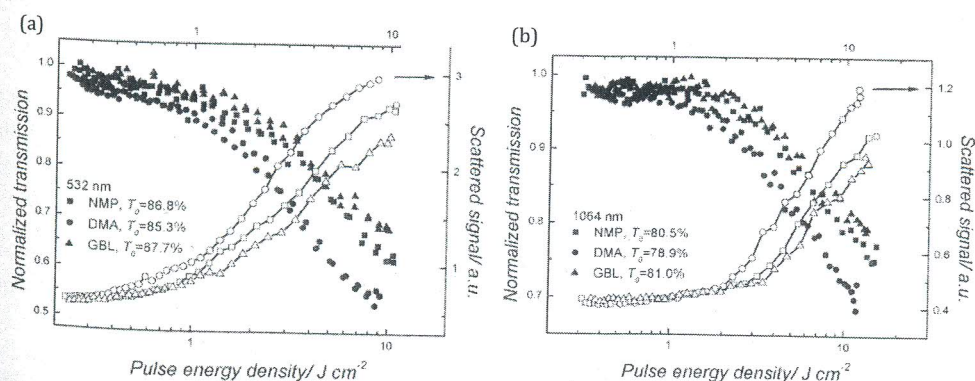 (a)
1 10
1.0
0.9
0.8
0.7
0.6
0.5
Normalized transmission
532 nm
NMP, T0=86.8%
DMA, T0=85.3%
GBL, T0=87.7%
3
2
1
Scattered signal/ a.u.
1 10
Pulse energy density/ J cm-2
(b)
1 10
1.0
0.9
0.8
0.7
Normalized transmission
1064 nm
NMP, T0=80.5%
DMA, T0=78.9%
GBL, T0=81.0%
1.2
1.0
0.8
0.6
0.4
Scattered signal/ a.u.
1 10
Pulse energy density/ J cm-2